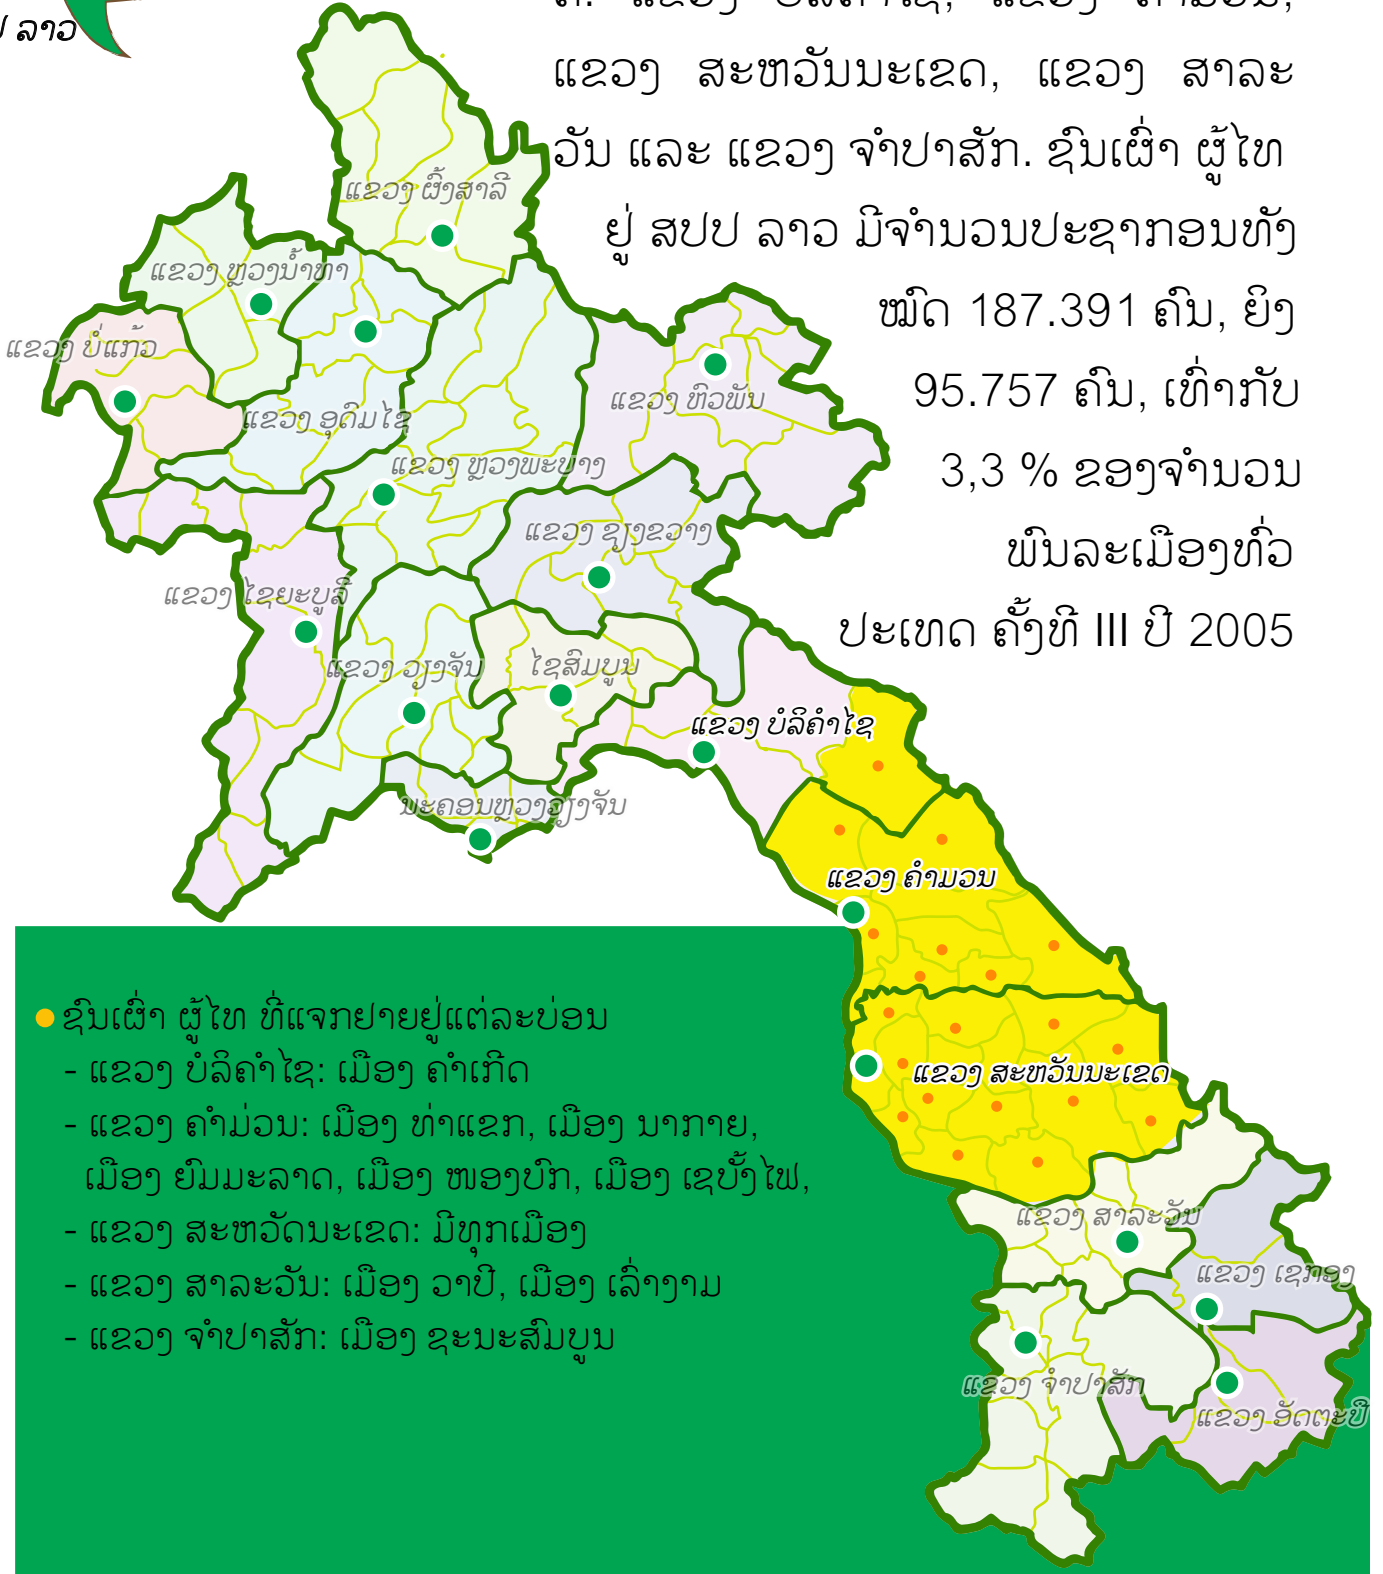 ລາວ
ຄື: ແຂວງ ບໍລິຄໍາໄຊ, ແຂວງ ຄໍາມ່ວນ,
ແຂວງ ສະຫວັນນະເຂດ, ແຂວງ ສາລະ
ວັນ ແລະ ແຂວງ ຈໍາປາສັກ. ຊົນເຜົ່າ ຜູ້ໄທ
ຢູ່ ສປປ ລາວ ມີຈໍານວນປະຊາກອນທັງ
ໝົດ 187.391 ຄົນ, ຍິງ
95.757 ຄົນ, ເທົ່າກັບ
3,3 % ຂອງຈໍານວນ
ພົນລະເມືອງທົ່ວ
ປະເທດ ຄັ້ງທີ III ປີ 2005
ແຂວງ ຜົ້ງສາລີ
ແຂວງ ຫຼວງນໍ້າທາ
ແຂວງ ບໍ່ແກ້ວ
ແຂວງ ອຸດົມໄຊ
ແຂວງ ຫົວພັນ
ແຂວງ ຫຼວງພະບາງ
ແຂວງ ຊຽງຂວາງ
ແຂວງ ໄຊຍະບູລີ
ແຂວງ ວຽງຈັນ
ໄຊສົມບູນ
ແຂວງ ບໍລິຄໍາໄຊ
ນະຄອນຫຼວງວຽງຈັນ
ແຂວງ ຄໍາມວນ
ແຂວງ ສະຫວັນນະເຂດ
ແຂວງ ສາລະວັນ
ແຂວງ ເຊກອງ
ແຂວງ ຈໍາປາສັກ
ແຂວງ ອັດຕະປື
ຊົນເຜົ່າ ຜູ້ໄທ ທີ່ແຈກຢາຍຢູ່ແຕ່ລະບ່ອນ
- ແຂວງ ບໍລິຄໍາໄຊ: ເມືອງ ຄໍາເກີດ
- ແຂວງ ຄໍາມ່ວນ: ເມືອງ ທ່າແຂກ, ເມືອງ ນາກາຍ,
ເມືອງ ຍົມມະລາດ, ເມືອງ ໜອງບົກ, ເມືອງ ເຊບັ້ງໄຟ,
- ແຂວງ ສະຫວັດນະເຂດ: ມີທຸກເມືອງ
- ແຂວງ ສາລະວັນ: ເມືອງ ວາປີ, ເມືອງ ເລົ່າງາມ
- ແຂວງ ຈໍາປາສັກ: ເມືອງ ຊະນະສົມບູນ